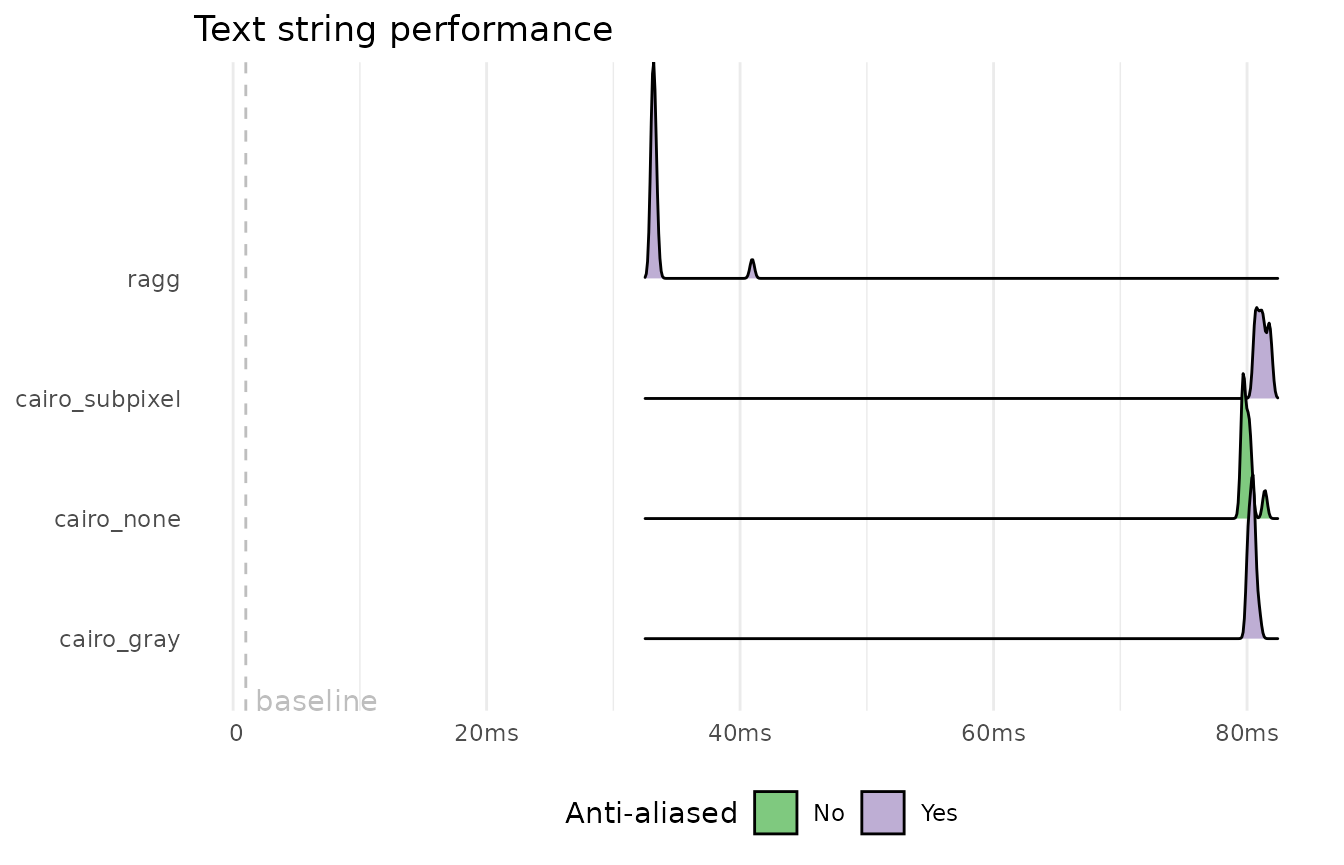 Text string performance
ragg
cairo_subpixel
cairo_none
cairo_gray
baseline
0 20ms 40ms 60ms 80ms
Anti-aliased No Yes